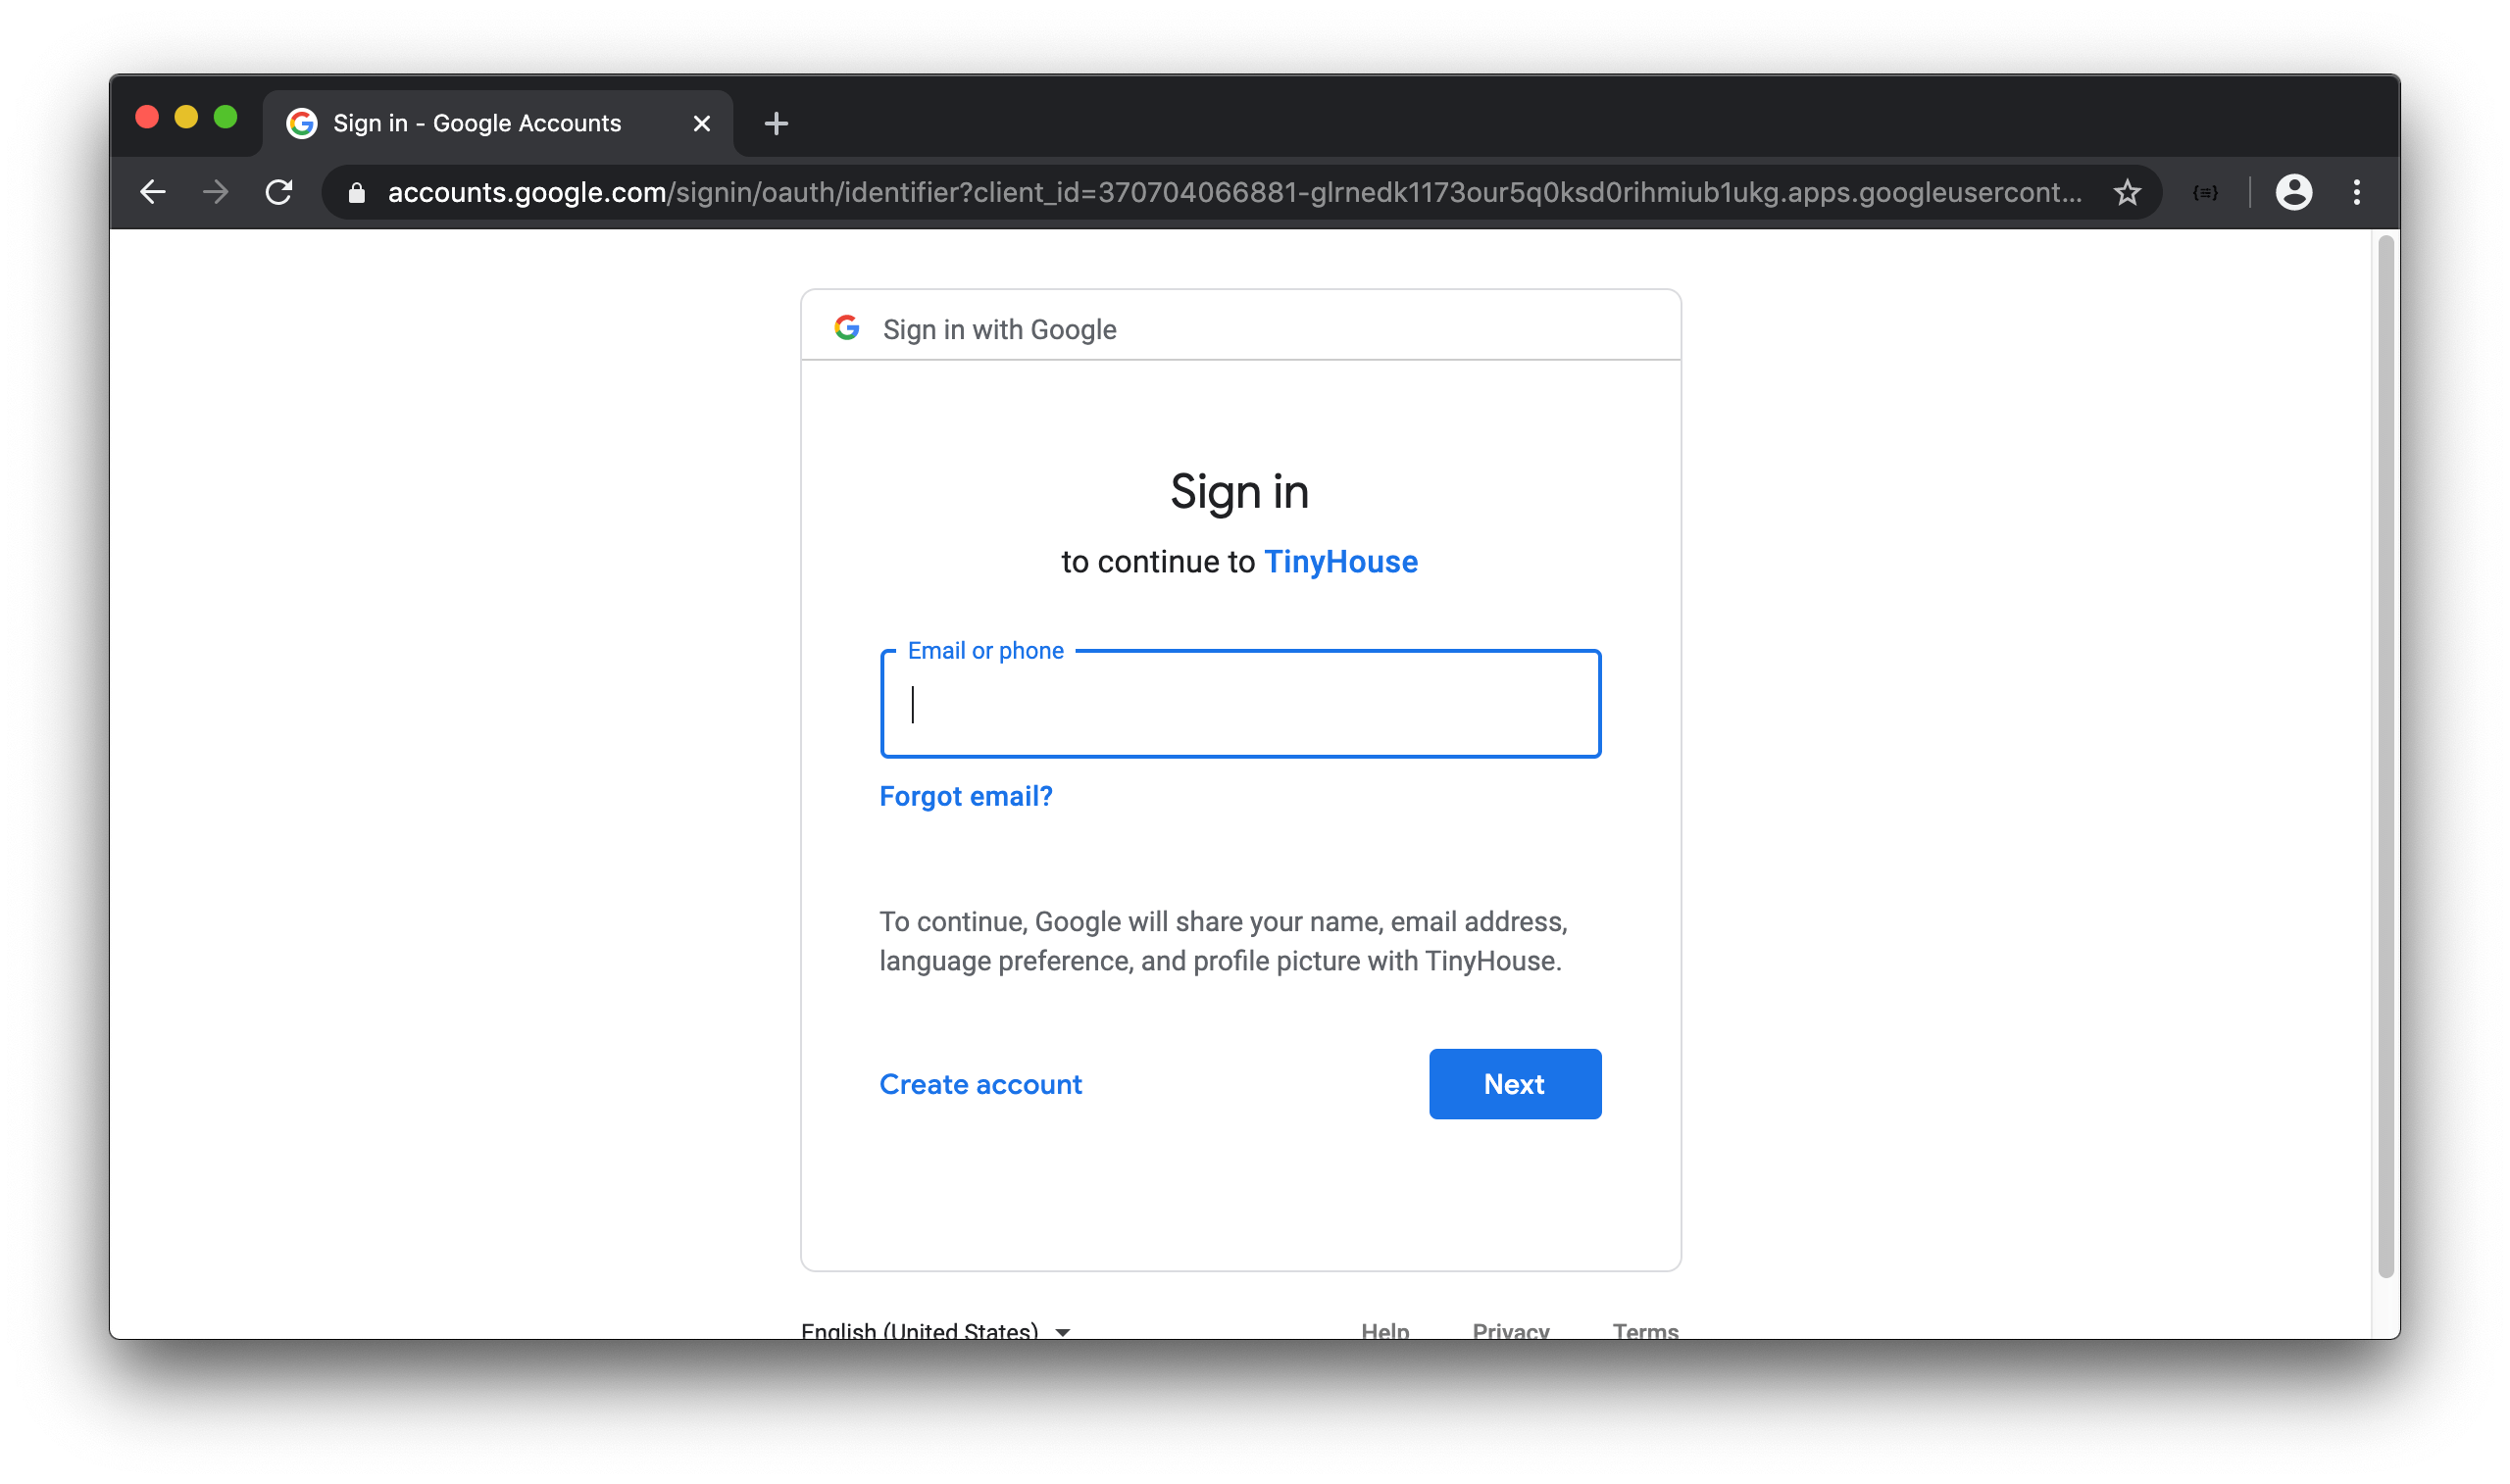 Sign in - Google Accounts
accounts.google.com/signin/oauth/identifier?client_id=370704066881-glrnedk1173our5q0ksd0rihmiub1ukg.apps.googleusercont...
Sign in with Google
Sign in
to continue to TinyHouse
Email or phone
Forgot email?
To continue, Google will share your name, email address,
language preference, and profile picture with TinyHouse.
Create account
Next
English (United States)
Help
Privacy
Terms